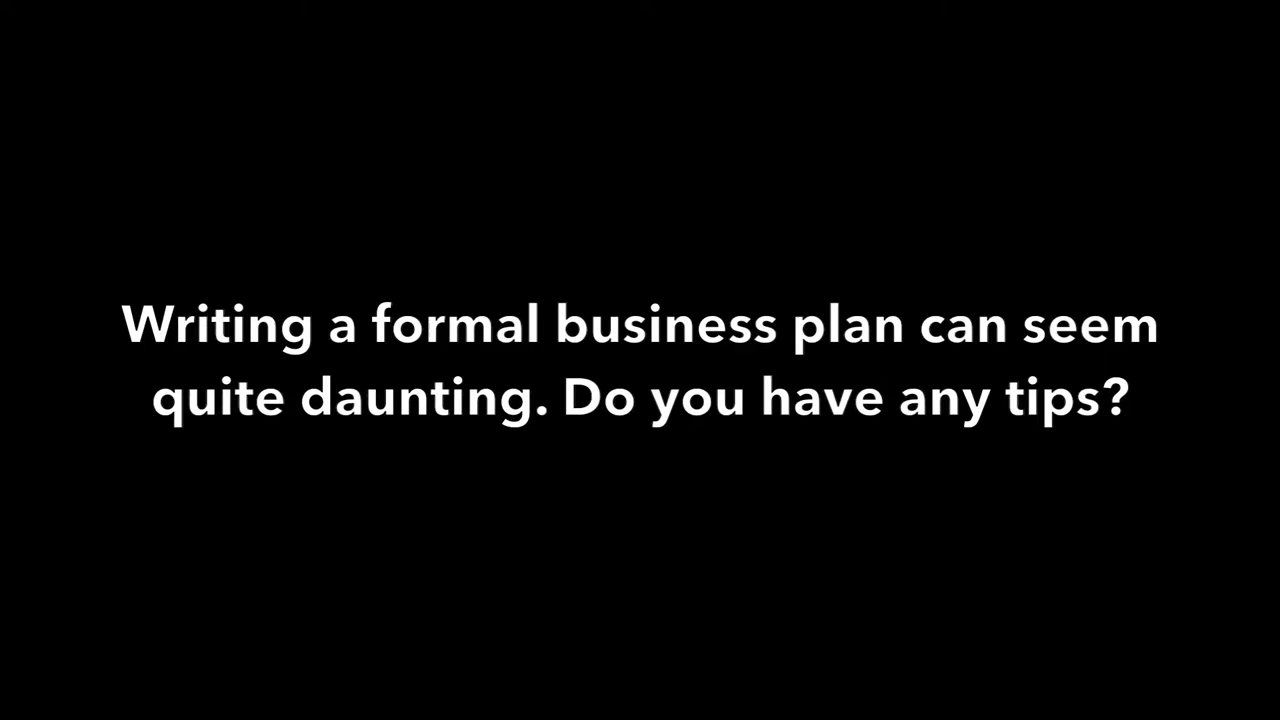 Writing a formal business plan can seem
quite daunting. Do you have any tips?